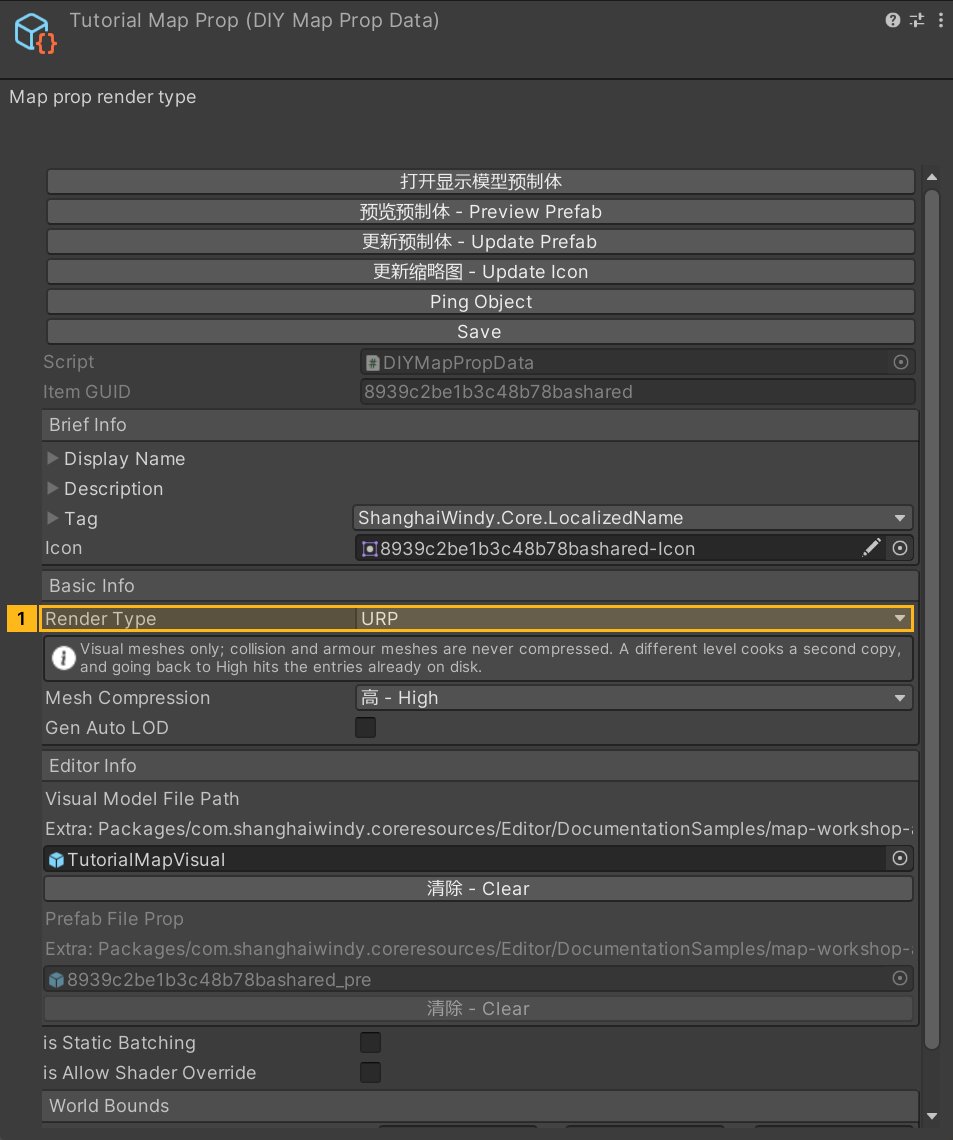 Tutorial Map Prop (DIY Map Prop Data)
Map prop render type
打开显示模型预制体
预览预制体 - Preview Prefab
更新预制体 - Update Prefab
更新缩略图 - Update Icon
Ping Object
Save
Script
DIYMapPropData
Item GUID
8939c2be1b3c48b78bashared
Brief Info
Display Name
Description
Tag
ShanghaiWindy.Core.LocalizedName
Icon
8939c2be1b3c48b78bashared-Icon
Basic Info
1
Render Type
URP
Visual meshes only; collision and armour meshes are never compressed. A different level cooks a second copy,
and going back to High hits the entries already on disk.
Mesh Compression
高 - High
Gen Auto LOD
Editor Info
Visual Model File Path
Extra: Packages/com.shanghaiwindy.coreresources/Editor/DocumentationSamples/map-workshop-
TutorialMapVisual
清除 - Clear
Prefab File Prop
Extra: Packages/com.shanghaiwindy.coreresources/Editor/DocumentationSamples/map-workshop-
8939c2be1b3c48b78bashared_pre
清除 - Clear
is Static Batching
is Allow Shader Override
World Bounds